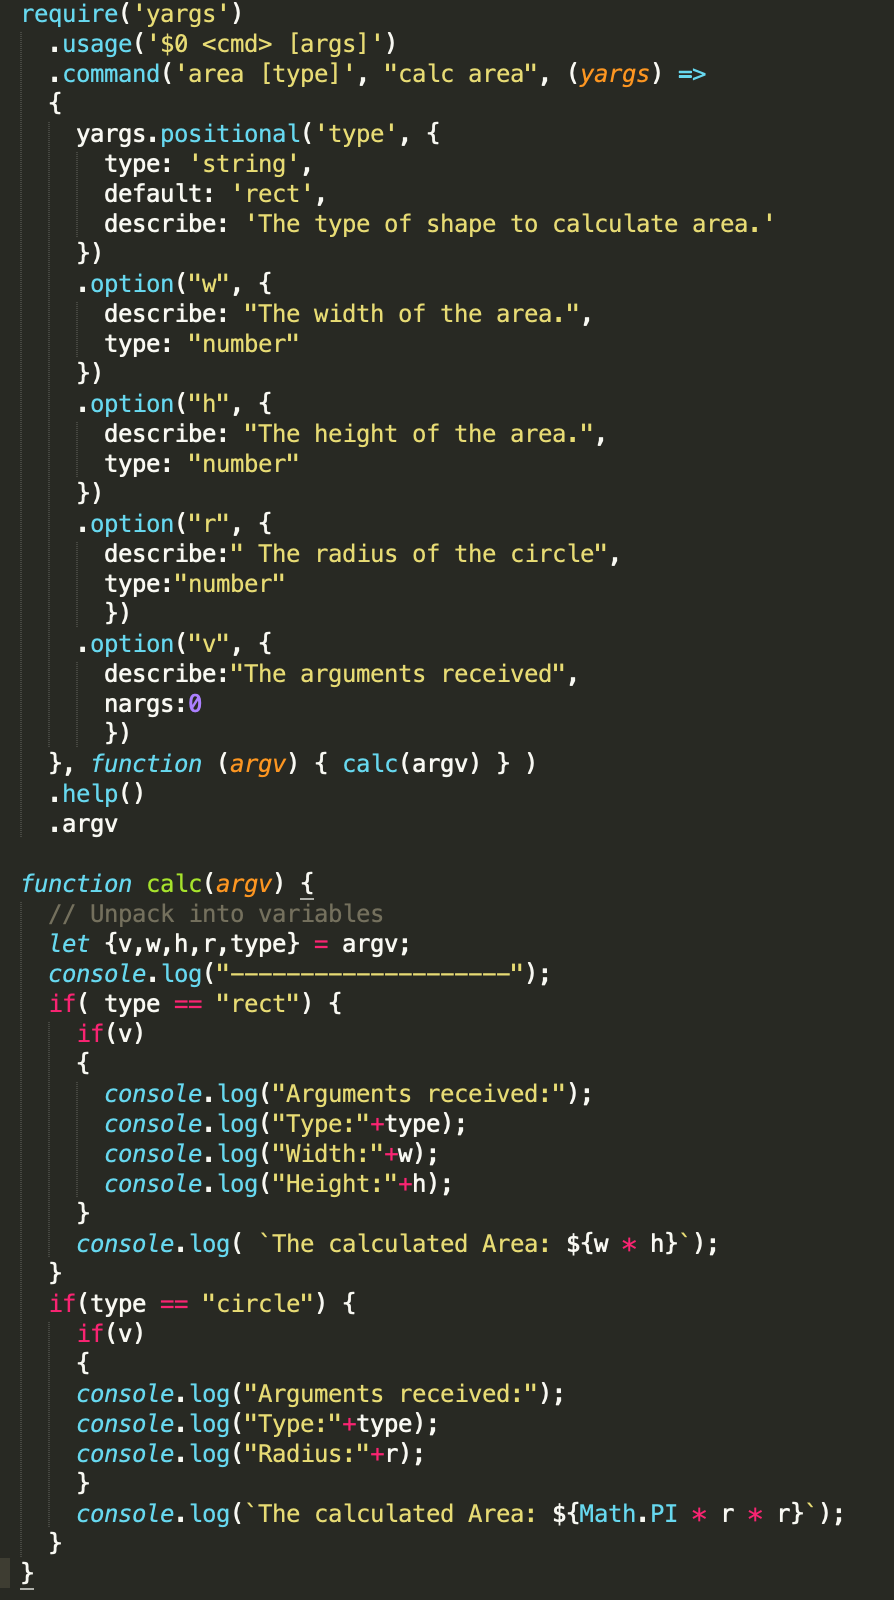 require('yargs')
  .usage('$0 <cmd> [args]')
  .command('area [type]', "calc area", (yargs) =>
  {
    yargs.positional('type', {
      type: 'string',
      default: 'rect',
      describe: 'The type of shape to calculate area.'
    })
    .option("w", {
      describe: "The width of the area.",
      type: "number"
    })
    .option("h", {
      describe: "The height of the area.",
      type: "number"
    })
    .option("r", {
      describe:" The radius of the circle",
      type:"number"
      })
    .option("v", {
      describe:"The arguments received",
      nargs:0
      })
  }, function (argv) { calc(argv) } )
  .help()
  .argv

function calc(argv) {
  // Unpack into variables
  let {v,w,h,r,type} = argv;
  console.log("————————————————————");
  if( type == "rect") {
    if(v)
    {
      console.log("Arguments received:");
      console.log("Type:"+type);
      console.log("Width:"+w);
      console.log("Height:"+h);
    }
    console.log( `The calculated Area: ${w * h}`);
  }
  if(type == "circle") {
    if(v)
    {
    console.log("Arguments received:");
    console.log("Type:"+type);
    console.log("Radius:"+r);
    }
    console.log(`The calculated Area: ${Math.PI * r * r}`);
  }
}